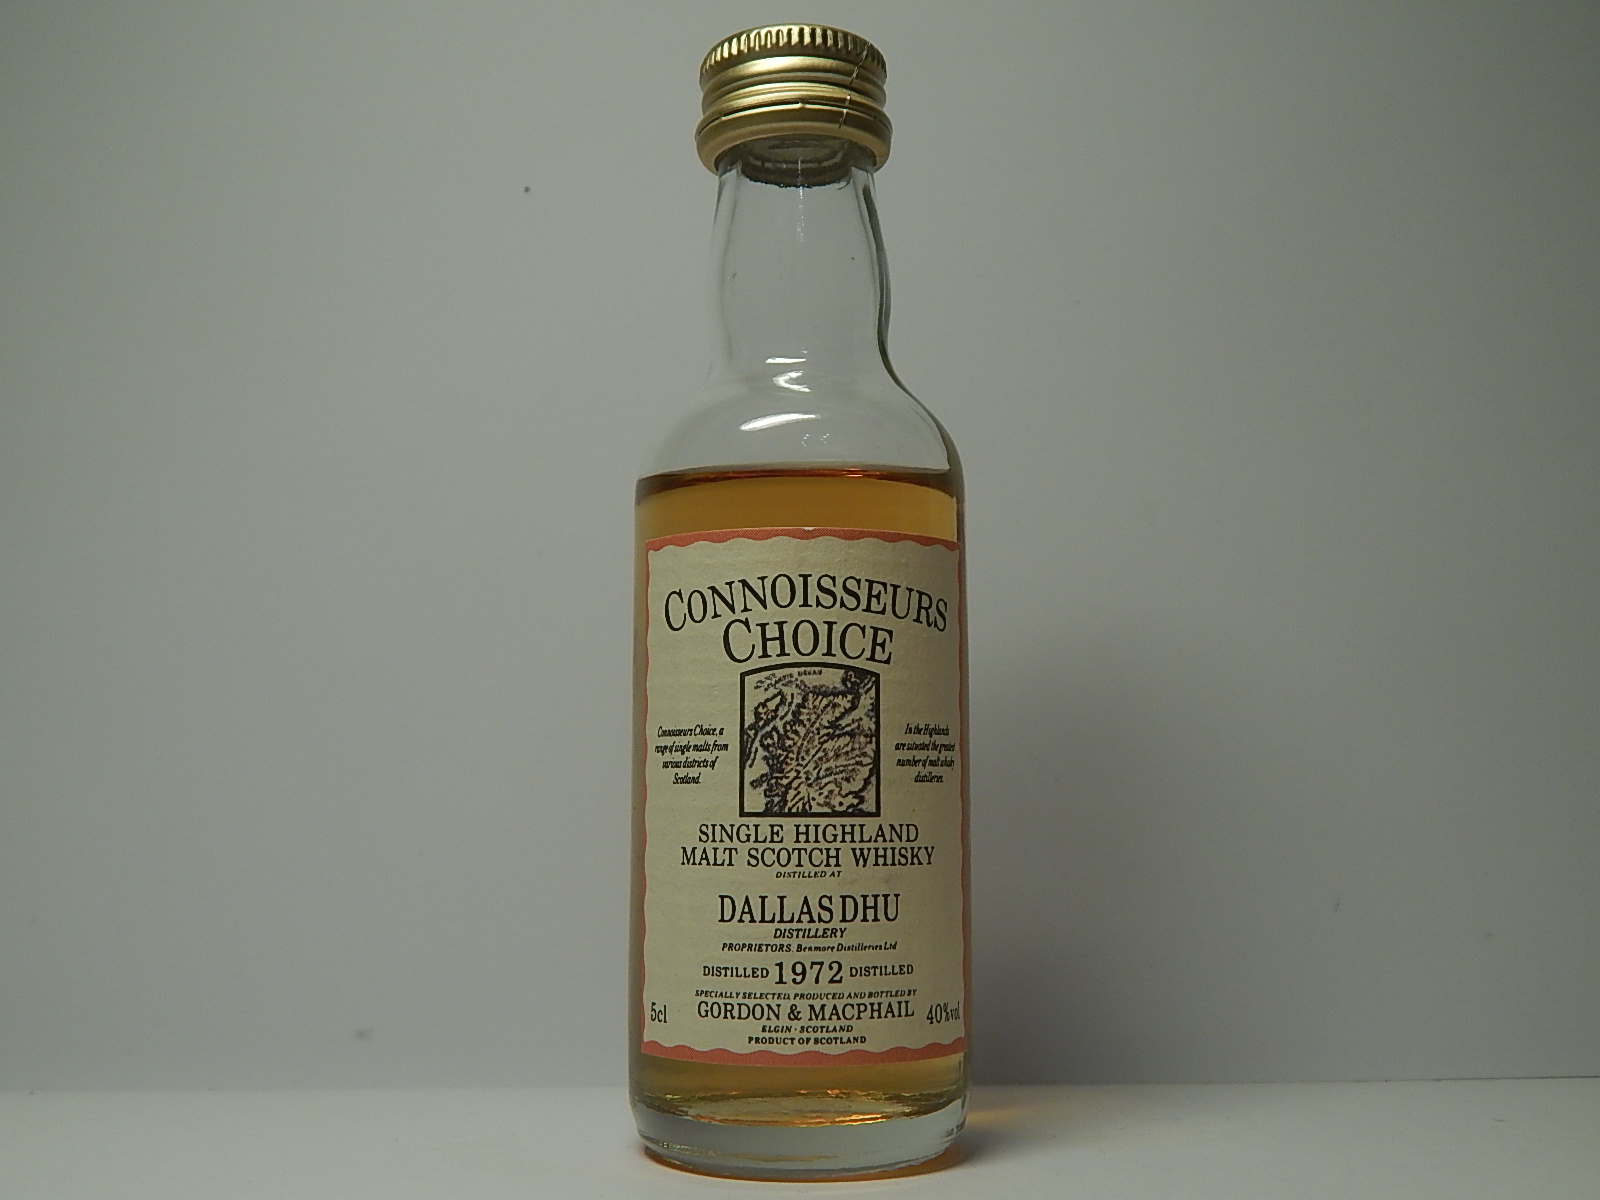 CONNOISSEURS
CHOICE
ATLANTIC OCEAN
Connoisseurs Choice, a
range of single malts from
various districts of
Scotland.
In the Highlands
are situated the greatest
number of malt whisky
distilleries.
SINGLE HIGHLAND
MALT SCOTCH WHISKY
DISTILLED AT
DALLAS DHU
DISTILLERY
PROPRIETORS. Benmore Distilleries Ltd
DISTILLED 1972 DISTILLED
SPECIALLY SELECTED, PRODUCED AND BOTTLED BY
5cl GORDON & MACPHAIL 40%vol
ELGIN · SCOTLAND
PRODUCT OF SCOTLAND